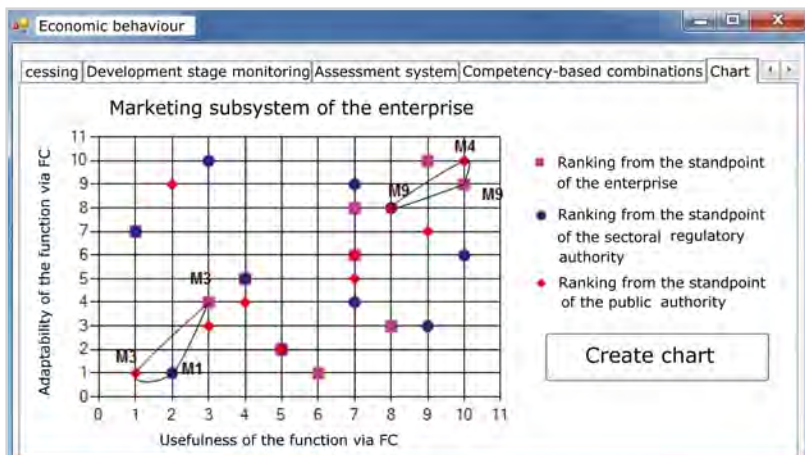 Economic behaviour
cessing
Development stage monitoring
Assessment system
Competency-based combinations
Chart
Marketing subsystem of the enterprise
Adaptability of the function via FC
11
10
9
8
7
6
5
4
3
2
1
0
M4
M9
M9
M3
M3
M1
0 1 2 3 4 5 6 7 8 9 10 11
Usefulness of the function via FC
Ranking from the standpoint
of the enterprise
Ranking from the standpoint
of the sectoral regulatory
authority
Ranking from the standpoint
of the public authority
Create chart